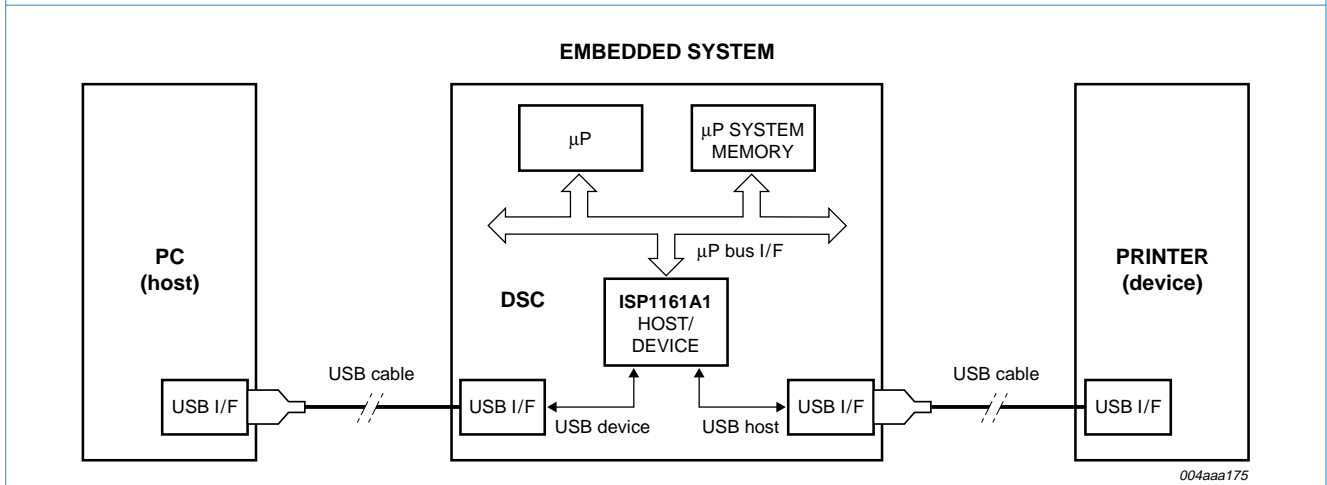 EMBEDDED SYSTEM
μP
μP SYSTEM
MEMORY
μP bus I/F
PC
(host)
DSC
ISP1161A1
HOST/
DEVICE
PRINTER
(device)
USB cable
USB cable
USB I/F
USB I/F
USB device
USB host
USB I/F
USB I/F
004aaa175